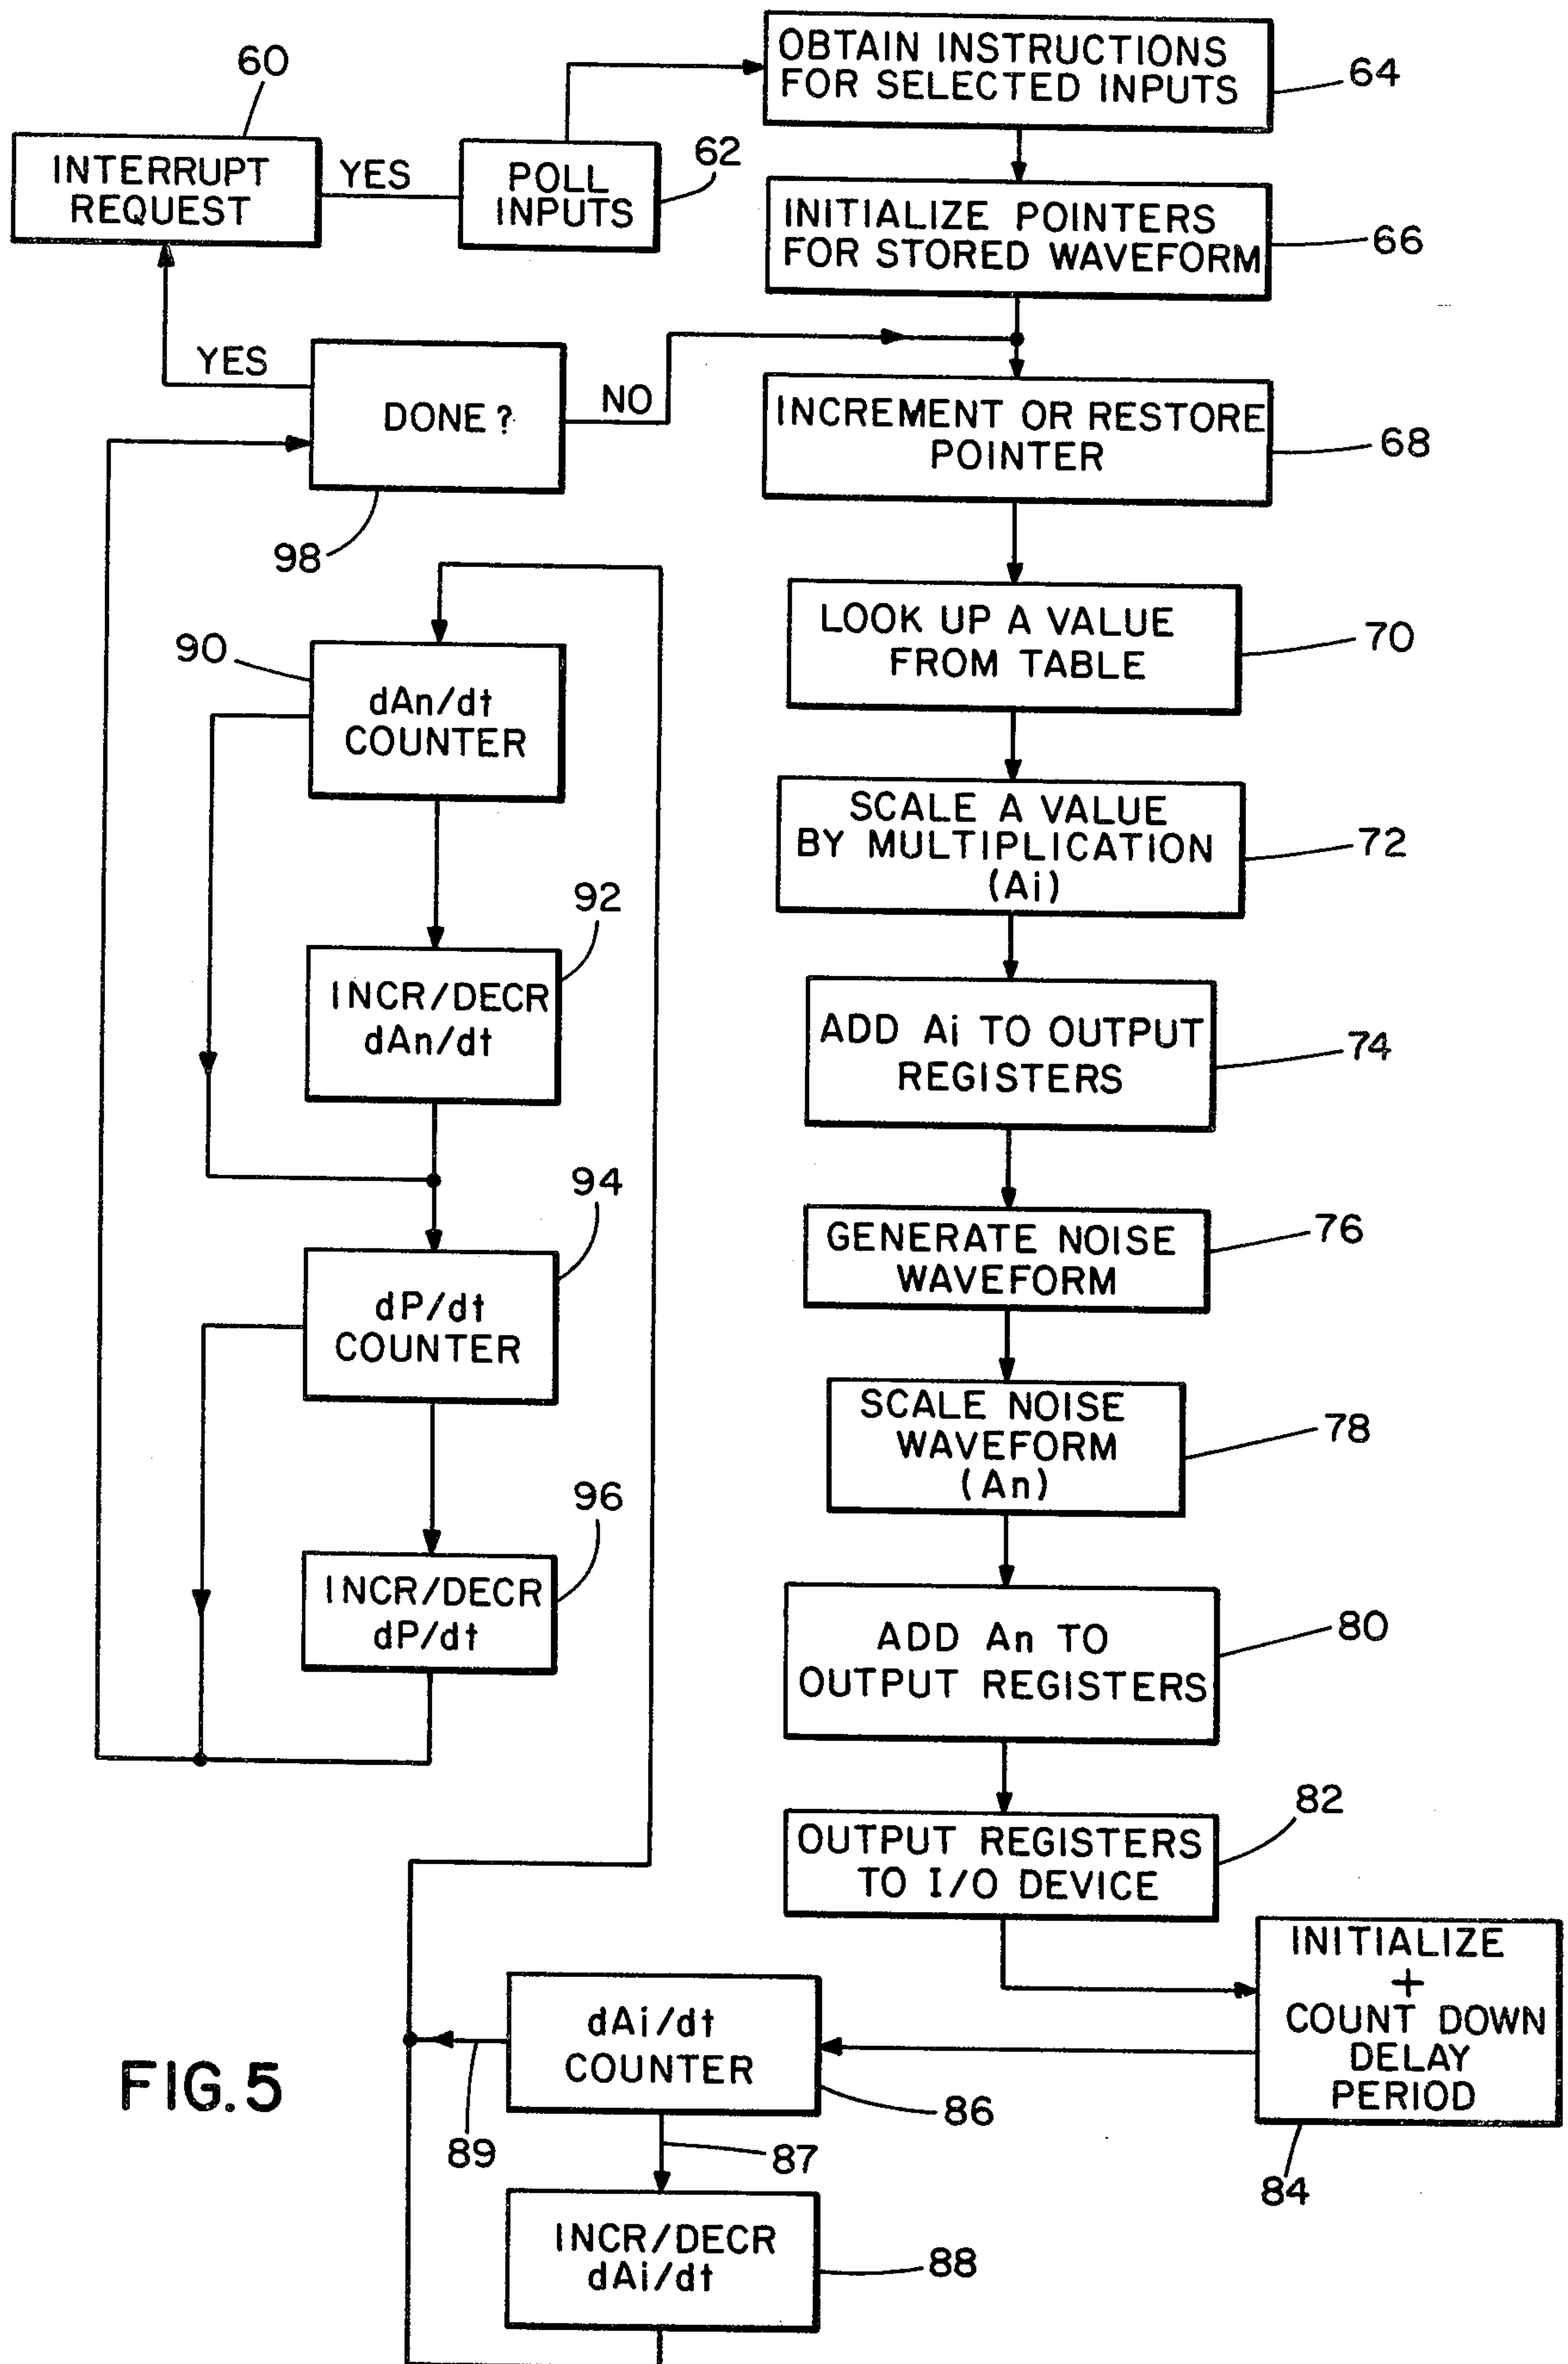 60
INTERRUPT
REQUEST
YES
POLL
INPUTS
62
OBTAIN INSTRUCTIONS
FOR SELECTED INPUTS
64
INITIALIZE POINTERS
FOR STORED WAVEFORM
66
YES
DONE?
NO
98
INCREMENT OR RESTORE
POINTER
68
LOOK UP A VALUE
FROM TABLE
70
SCALE A VALUE
BY MULTIPLICATION
(Ai)
72
ADD Ai TO OUTPUT
REGISTERS
74
GENERATE NOISE
WAVEFORM
76
SCALE NOISE
WAVEFORM
(An)
78
ADD An TO
OUTPUT REGISTERS
80
OUTPUT REGISTERS
TO I/O DEVICE
82
INITIALIZE
+
COUNT DOWN
DELAY
PERIOD
84
dAi/dt
COUNTER
86
89
87
INCR/DECR
dAi/dt
88
90
dAn/dt
COUNTER
92
INCR/DECR
dAn/dt
94
dP/dt
COUNTER
96
INCR/DECR
dP/dt
FIG.5